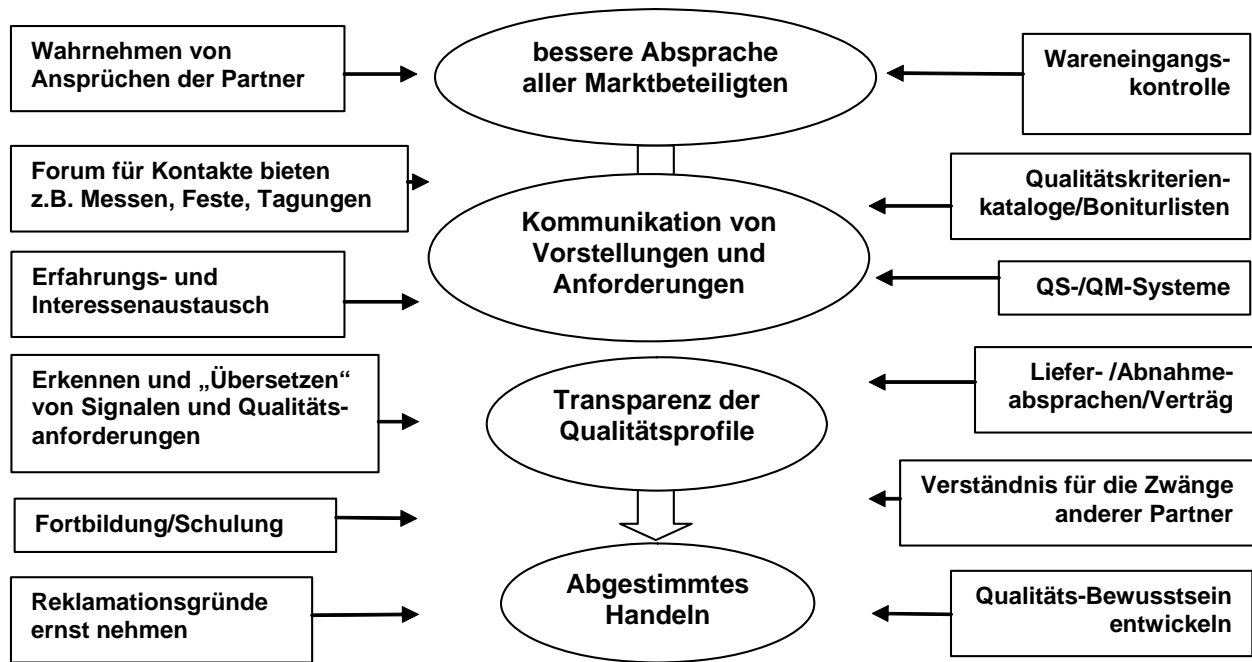 Wahrnehmen von
Ansprüchen der Partner
Forum für Kontakte bieten
z.B. Messen, Feste, Tagungen
Erfahrungs- und
Interessenaustausch
Erkennen und „Übersetzen“
von Signalen und Qualitäts-
anforderungen
Fortbildung/Schulung
Reklamationsgründe
ernst nehmen
bessere Absprache
aller Marktbeteiligten
Kommunikation von
Vorstellungen und
Anforderungen
Transparenz der
Qualitätsprofile
Abgestimmtes
Handeln
Wareneingangs-
kontrolle
Qualitätskriterien-
kataloge/Boniturlisten
QS-/QM-Systeme
Liefer- /Abnahme-
absprachen/Verträg
Verständnis für die Zwänge
anderer Partner
Qualitäts-Bewusstsein
entwickeln